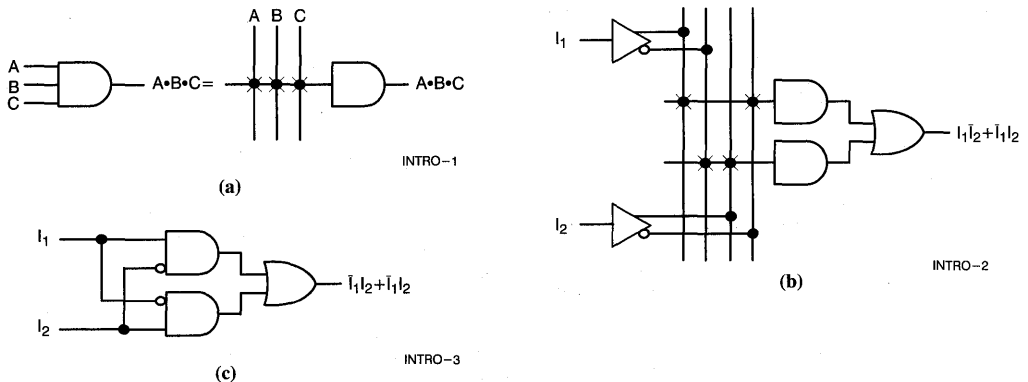 A B C
A
B
C
A•B•C=
A•B•C
INTRO–1
(a)
I₁
I₁Ī₂+Ī₁I₂
I₂
INTRO–2
(b)
I₁
Ī₁I₂+Ī₁I₂
I₂
INTRO–3
(c)